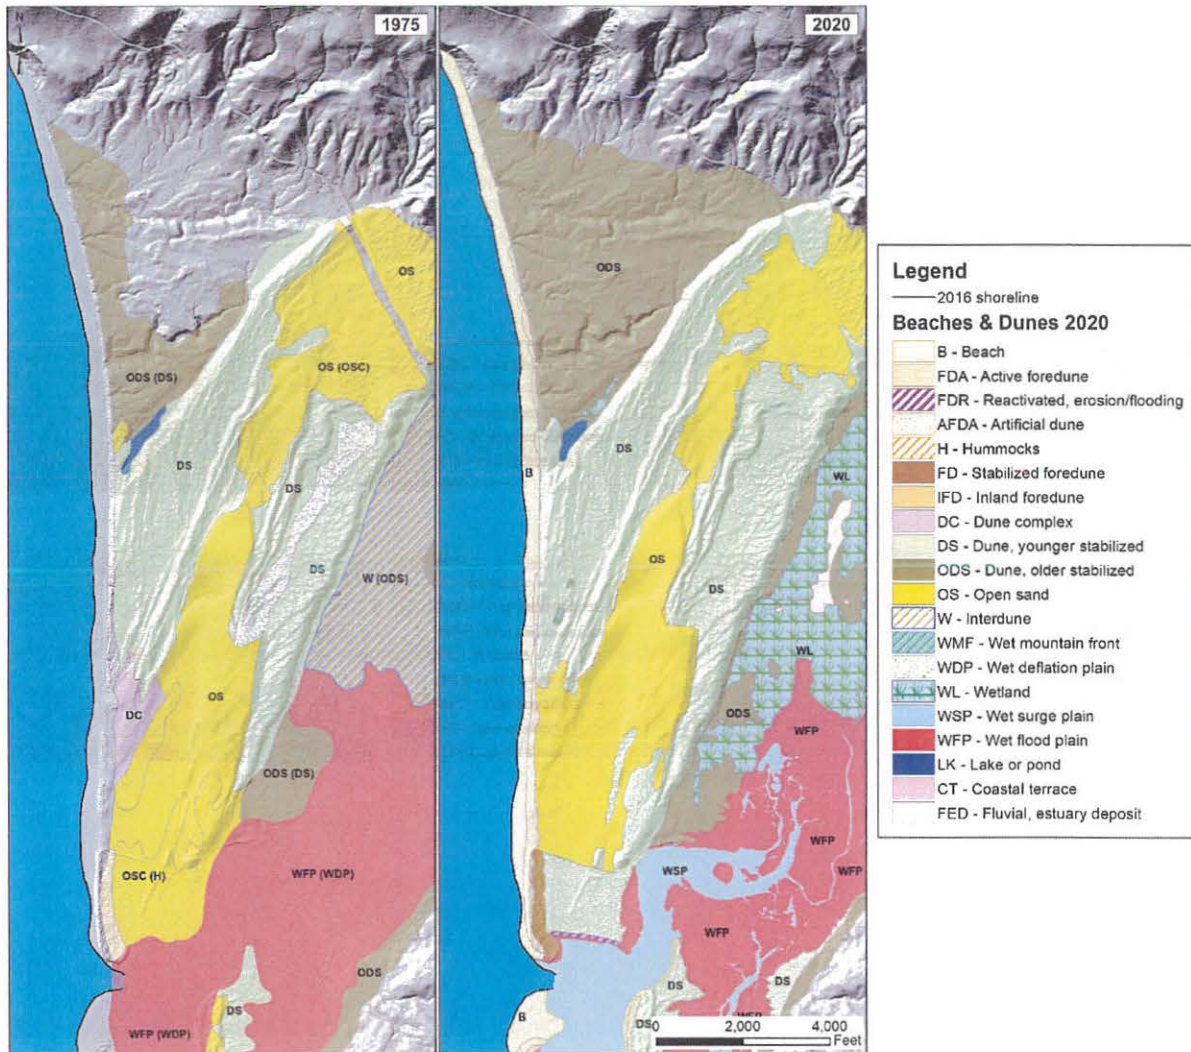 N
1975
OS
OS (OSC)
ODS (DS)
DS
DS
DS
W (ODS)
OS
DC
ODS (DS)
OSC (H)
WFP (WDP)
ODS
DS
WFP (WDP)
2020
ODS
DS
B
WL
OS
DS
WL
ODS
WFP
WSP
WFP
WFP
WFP
DS
DS
B
DS
WFP
0 2,000 4,000
Feet
Legend
2016 shoreline
Beaches & Dunes 2020
B - Beach
FDA - Active foredune
FDR - Reactivated, erosion/flooding
AFDA - Artificial dune
H - Hummocks
FD - Stabilized foredune
IFD - Inland foredune
DC - Dune complex
DS - Dune, younger stabilized
ODS - Dune, older stabilized
OS - Open sand
W - Interdune
WMF - Wet mountain front
WDP - Wet deflation plain
WL - Wetland
WSP - Wet surge plain
WFP - Wet flood plain
LK - Lake or pond
CT - Coastal terrace
FED - Fluvial, estuary deposit